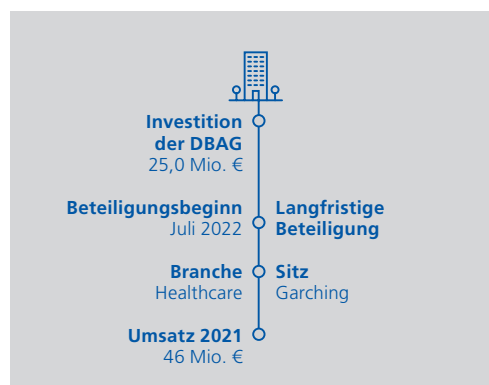 Investition
der DBAG
25,0 Mio. €
Beteiligungsbeginn
Juli 2022
Langfristige
Beteiligung
Branche
Healthcare
Sitz
Garching
Umsatz 2021
46 Mio. €